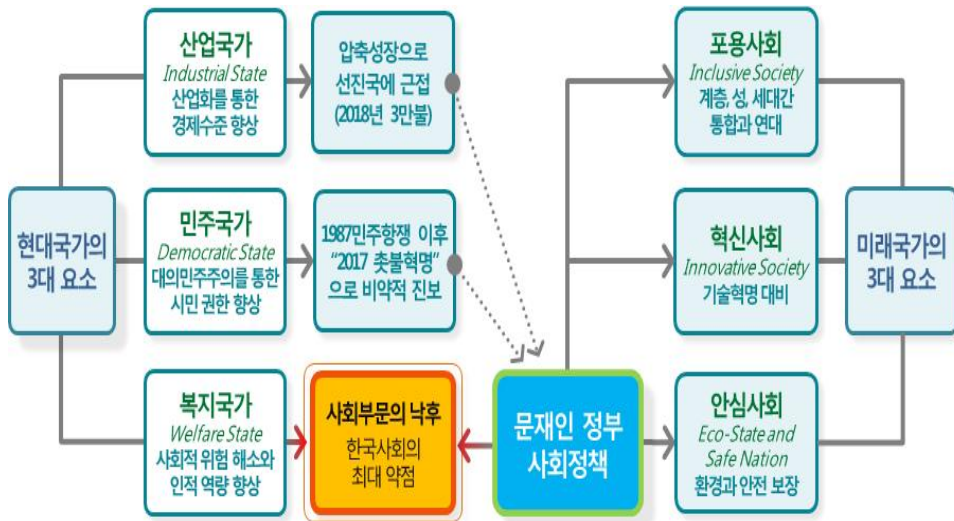 현대국가의
3대 요소
산업국가
Industrial State
산업화를 통한
경제수준 향상
압축성장으로
선진국에 근접
(2018년 3만불)
민주국가
Democratic State
대의민주주의를 통한
시민 권한 향상
1987민주항쟁 이후
“2017 촛불혁명”
으로 비약적 진보
복지국가
Welfare State
사회적 위험 해소와
인적 역량 향상
사회부문의 낙후
한국사회의
최대 약점
문재인 정부
사회정책
포용사회
Inclusive Society
계층, 성, 세대간
통합과 연대
혁신사회
Innovative Society
기술혁명 대비
안심사회
Eco-State and
Safe Nation
환경과 안전 보장
미래국가의
3대 요소